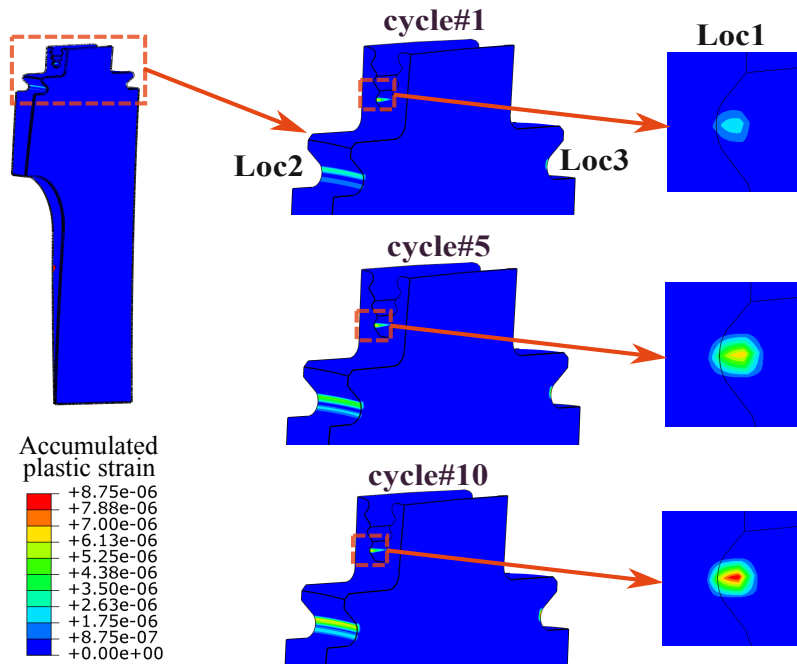 cycle#1
Loc1
Loc2
Loc3
cycle#5
Accumulated
plastic strain
cycle#10
+8.75e-06
+7.88e-06
+7.00e-06
+6.13e-06
+5.25e-06
+4.38e-06
+3.50e-06
+2.63e-06
+1.75e-06
+8.75e-07
+0.00e+00